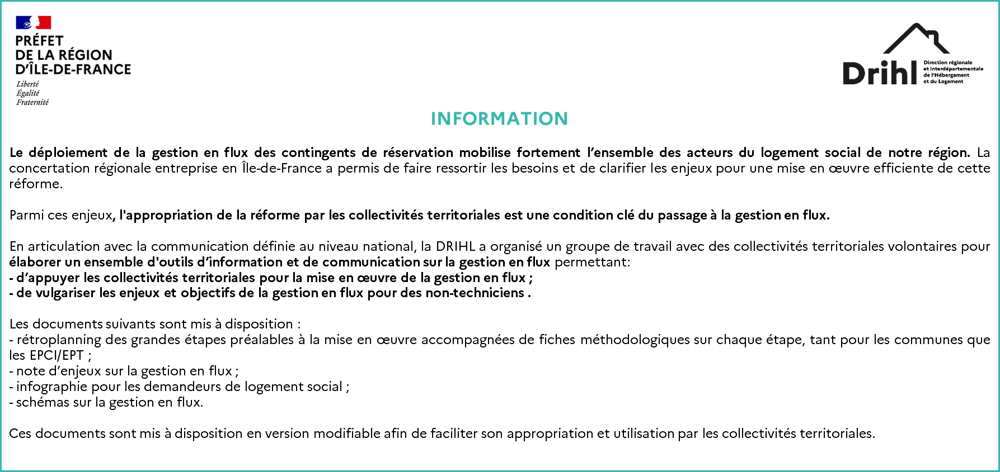 PRÉFET
DE LA RÉGION
D'ÎLE-DE-FRANCE
Liberté
Égalité
Fraternité
Drihl
Direction régionale
et interdépartementale
de l'Hébergement
et du Logement
INFORMATION
Le déploiement de la gestion en flux des contingents de réservation mobilise fortement l’ensemble des acteurs du logement social de notre région. La
concertation régionale entreprise en Île-de-France a permis de faire ressortir les besoins et de clarifier les enjeux pour une mise en œuvre efficiente de cette
réforme.
Parmi ces enjeux, l'appropriation de la réforme par les collectivités territoriales est une condition clé du passage à la gestion en flux.
En articulation avec la communication définie au niveau national, la DRIHL a organisé un groupe de travail avec des collectivités territoriales volontaires pour
élaborer un ensemble d'outils d’information et de communication sur la gestion en flux permettant:
- d’appuyer les collectivités territoriales pour la mise en œuvre de la gestion en flux ;
- de vulgariser les enjeux et objectifs de la gestion en flux pour des non-techniciens .
Les documents suivants sont mis à disposition :
- rétroplanning des grandes étapes préalables à la mise en œuvre accompagnées de fiches méthodologiques sur chaque étape, tant pour les communes que
les EPCI/EPT ;
- note d’enjeux sur la gestion en flux ;
- infographie pour les demandeurs de logement social ;
- schémas sur la gestion en flux.
Ces documents sont mis à disposition en version modifiable afin de faciliter son appropriation et utilisation par les collectivités territoriales.